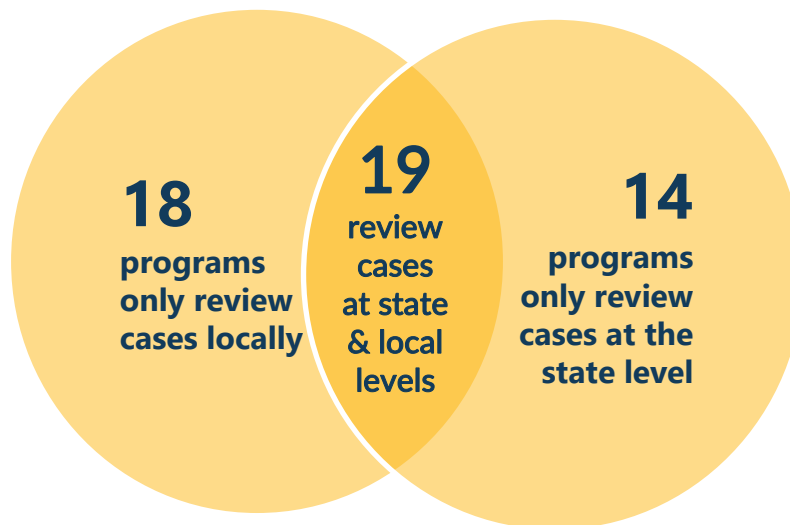 18
programs
only review
cases locally
19
review
cases
at state
& local
levels
14
programs
only review
cases at the
state level